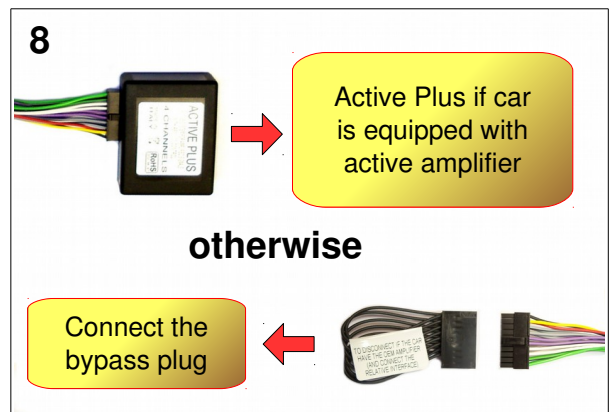 8
ACTIVE PLUS
4 CHANNELS
RoHS
Active Plus if car
is equipped with
active amplifier
otherwise
Connect the
bypass plug
TO DISCONNECT IF THE CAR
HAVE THE OEM AMPLIFIER
(AND CONNECT THE
RELATIVE INTERFACE)